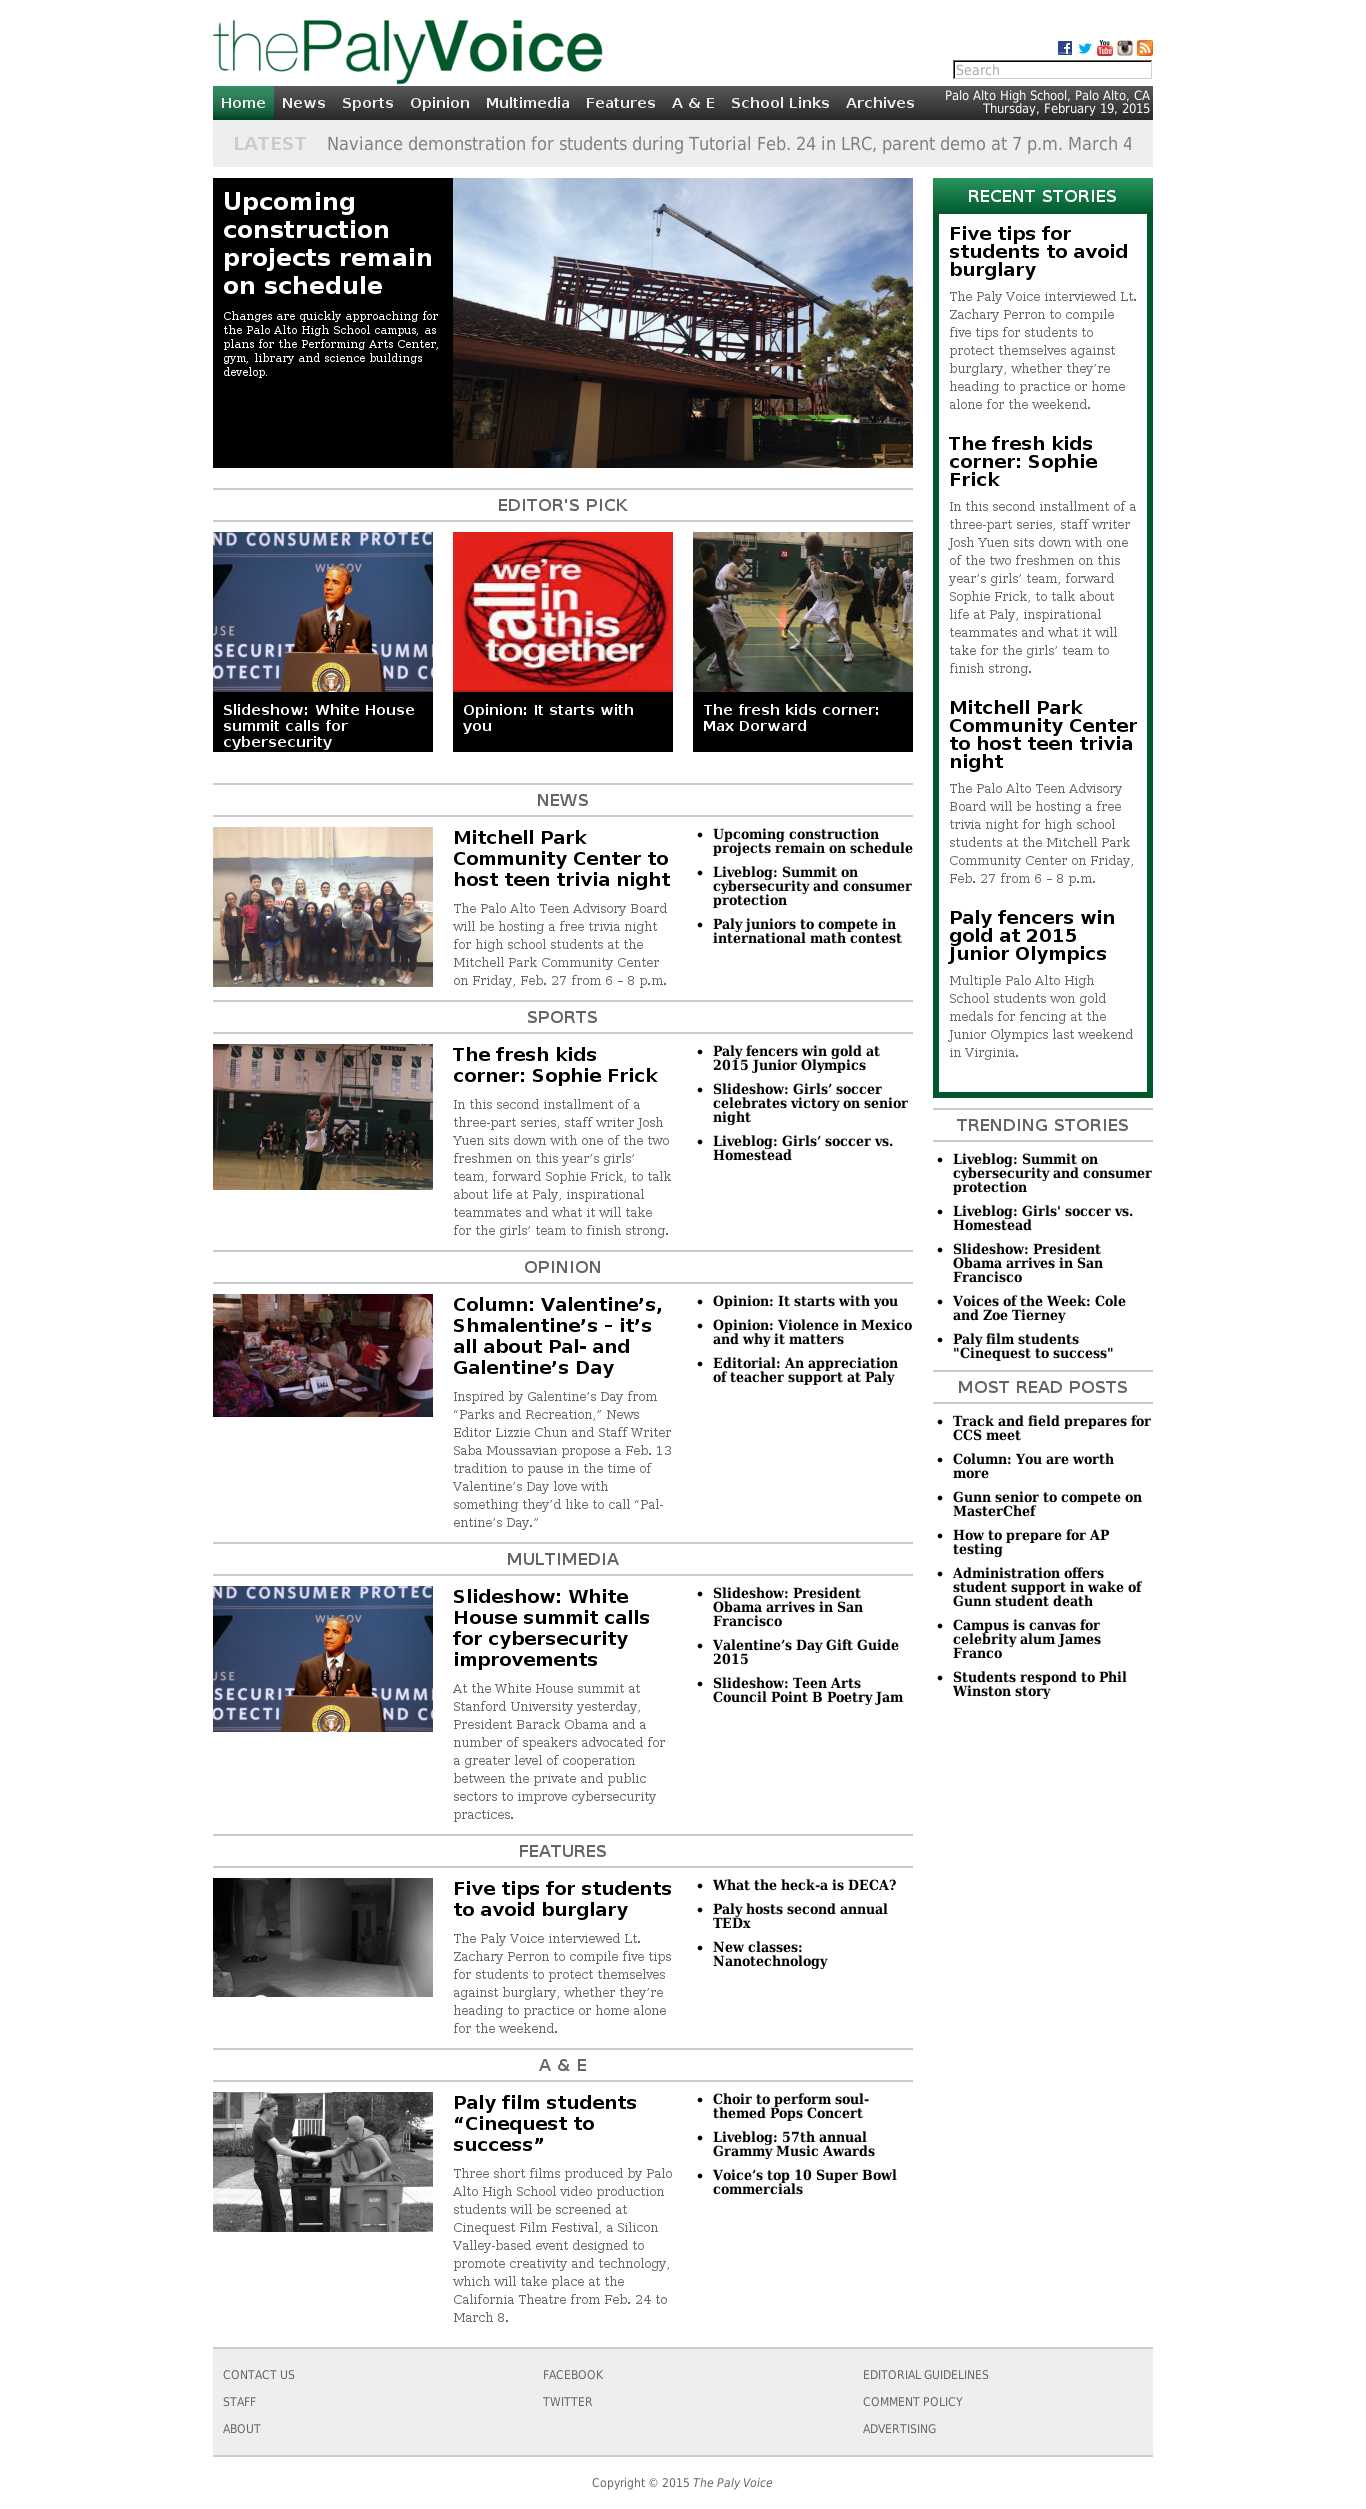 thePalyVoice
Search
Home News Sports Opinion Multimedia Features A & E School Links Archives
Palo Alto High School, Palo Alto, CA
Thursday, February 19, 2015
LATEST Naviance demonstration for students during Tutorial Feb. 24 in LRC, parent demo at 7 p.m. March 4
Upcoming
construction
projects remain
on schedule
Changes are quickly approaching for
the Palo Alto High School campus, as
plans for the Performing Arts Center,
gym, library and science buildings
develop.
EDITOR'S PICK
ND CONSUMER PROTEC
WH.GOV
USE
SECURIT SUMME
ROTECTI ND CO
Slideshow: White House
summit calls for
cybersecurity
we're
in
all this
together
Opinion: It starts with
you
The fresh kids corner:
Max Dorward
NEWS
Mitchell Park
Community Center to
host teen trivia night
The Palo Alto Teen Advisory Board
will be hosting a free trivia night
for high school students at the
Mitchell Park Community Center
on Friday, Feb. 27 from 6 – 8 p.m.
• Upcoming construction
projects remain on schedule
• Liveblog: Summit on
cybersecurity and consumer
protection
• Paly juniors to compete in
international math contest
SPORTS
The fresh kids
corner: Sophie Frick
In this second installment of a
three-part series, staff writer Josh
Yuen sits down with one of the two
freshmen on this year’s girls’
team, forward Sophie Frick, to talk
about life at Paly, inspirational
teammates and what it will take
for the girls’ team to finish strong.
• Paly fencers win gold at
2015 Junior Olympics
• Slideshow: Girls’ soccer
celebrates victory on senior
night
• Liveblog: Girls’ soccer vs.
Homestead
OPINION
Column: Valentine’s,
Shmalentine’s – it’s
all about Pal- and
Galentine’s Day
Inspired by Galentine’s Day from
“Parks and Recreation,” News
Editor Lizzie Chun and Staff Writer
Saba Moussavian propose a Feb. 13
tradition to pause in the time of
Valentine’s Day love with
something they’d like to call “Pal-
entine’s Day.”
• Opinion: It starts with you
• Opinion: Violence in Mexico
and why it matters
• Editorial: An appreciation
of teacher support at Paly
MULTIMEDIA
ND CONSUMER PROTEC
WH.GOV
USE
SECURIT SUMM
ROTECTI ND CO
Slideshow: White
House summit calls
for cybersecurity
improvements
At the White House summit at
Stanford University yesterday,
President Barack Obama and a
number of speakers advocated for
a greater level of cooperation
between the private and public
sectors to improve cybersecurity
practices.
• Slideshow: President
Obama arrives in San
Francisco
• Valentine’s Day Gift Guide
2015
• Slideshow: Teen Arts
Council Point B Poetry Jam
FEATURES
Five tips for students
to avoid burglary
The Paly Voice interviewed Lt.
Zachary Perron to compile five tips
for students to protect themselves
against burglary, whether they’re
heading to practice or home alone
for the weekend.
• What the heck-a is DECA?
• Paly hosts second annual
TEDx
• New classes:
Nanotechnology
A & E
Paly film students
“Cinequest to
success”
Three short films produced by Palo
Alto High School video production
students will be screened at
Cinequest Film Festival, a Silicon
Valley-based event designed to
promote creativity and technology,
which will take place at the
California Theatre from Feb. 24 to
March 8.
• Choir to perform soul-
themed Pops Concert
• Liveblog: 57th annual
Grammy Music Awards
• Voice’s top 10 Super Bowl
commercials
RECENT STORIES
Five tips for
students to avoid
burglary
The Paly Voice interviewed Lt.
Zachary Perron to compile
five tips for students to
protect themselves against
burglary, whether they’re
heading to practice or home
alone for the weekend.
The fresh kids
corner: Sophie
Frick
In this second installment of a
three-part series, staff writer
Josh Yuen sits down with one
of the two freshmen on this
year’s girls’ team, forward
Sophie Frick, to talk about
life at Paly, inspirational
teammates and what it will
take for the girls’ team to
finish strong.
Mitchell Park
Community Center
to host teen trivia
night
The Palo Alto Teen Advisory
Board will be hosting a free
trivia night for high school
students at the Mitchell Park
Community Center on Friday,
Feb. 27 from 6 – 8 p.m.
Paly fencers win
gold at 2015
Junior Olympics
Multiple Palo Alto High
School students won gold
medals for fencing at the
Junior Olympics last weekend
in Virginia.
TRENDING STORIES
• Liveblog: Summit on
cybersecurity and consumer
protection
• Liveblog: Girls' soccer vs.
Homestead
• Slideshow: President
Obama arrives in San
Francisco
• Voices of the Week: Cole
and Zoe Tierney
• Paly film students
"Cinequest to success"
MOST READ POSTS
• Track and field prepares for
CCS meet
• Column: You are worth
more
• Gunn senior to compete on
MasterChef
• How to prepare for AP
testing
• Administration offers
student support in wake of
Gunn student death
• Campus is canvas for
celebrity alum James
Franco
• Students respond to Phil
Winston story
CONTACT US
STAFF
ABOUT
FACEBOOK
TWITTER
EDITORIAL GUIDELINES
COMMENT POLICY
ADVERTISING
Copyright © 2015 The Paly Voice